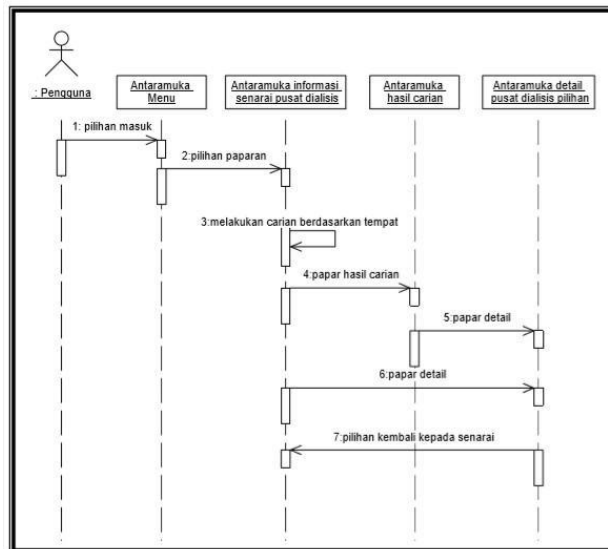 : Pengguna
Antaramuka
Menu
Antaramuka informasi
senarai pusat dialisis
Antaramuka
hasil carian
Antaramuka detail
pusat dialisis pilihan
1: pilihan masuk
2:pilihan paparan
3:melakukan carian berdasarkan tempat
4:papar hasil carian
5:papar detail
6:papar detail
7:pilihan kembali kepada senarai